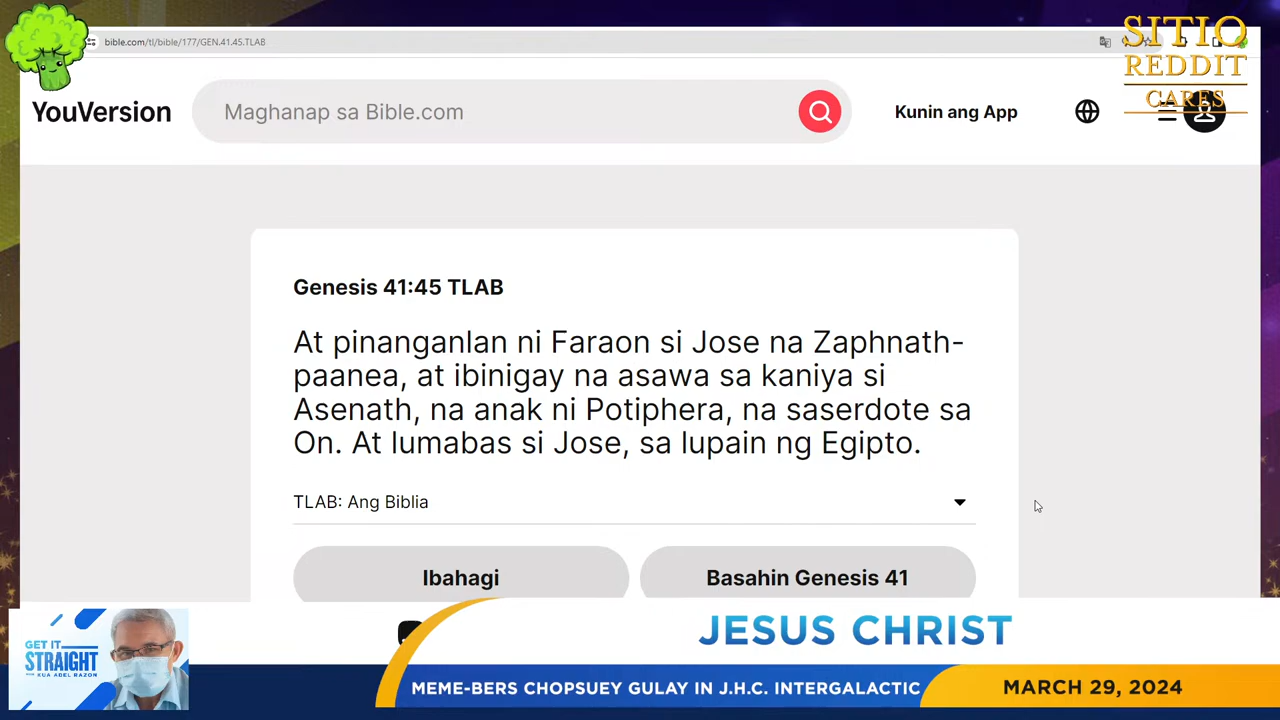 bible.com/tl/bible/177/GEN.41.45.TLAB
SITIO
REDDIT
CARES
YouVersion
Maghanap sa Bible.com
Kunin ang App
Genesis 41:45 TLAB
At pinanganlan ni Faraon si Jose na Zaphnath-
paanea, at ibinigay na asawa sa kaniya si
Asenath, na anak ni Potiphera, na saserdote sa
On. At lumabas si Jose, sa lupain ng Egipto.
TLAB: Ang Biblia
Ibahagi
Basahin Genesis 41
GET IT
STRAIGHT
KUA ADEL RAZON
JESUS CHRIST
MEME-BERS CHOPSUEY GULAY IN J.H.C. INTERGALACTIC
MARCH 29, 2024